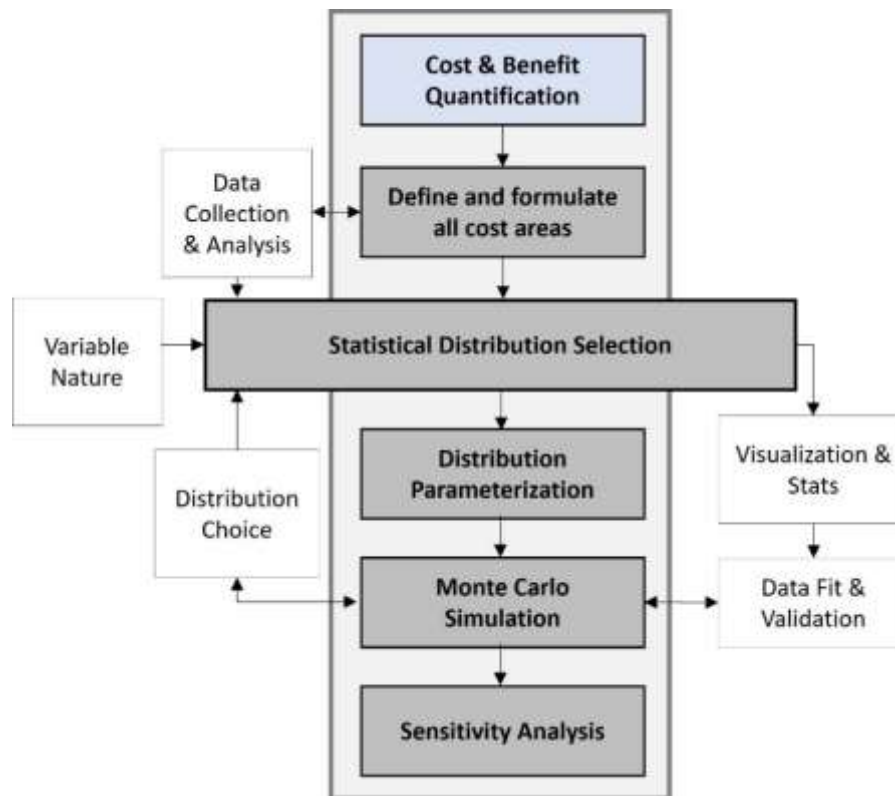 Cost & Benefit
Quantification
Data
Collection
& Analysis
Define and formulate
all cost areas
Variable
Nature
Statistical Distribution Selection
Distribution
Parameterization
Visualization &
Stats
Distribution
Choice
Monte Carlo
Simulation
Data Fit &
Validation
Sensitivity Analysis